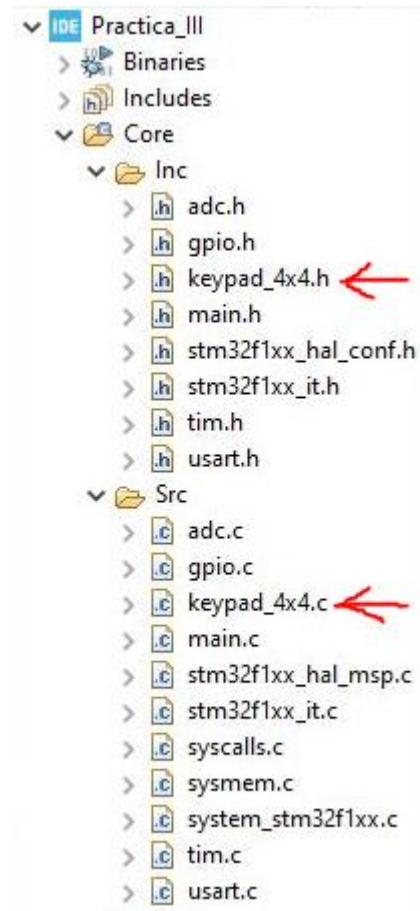 IDE Practica_III
Binaries
Includes
Core
Inc
.h adc.h
.h gpio.h
.h keypad_4x4.h
.h main.h
.h stm32f1xx_hal_conf.h
.h stm32f1xx_it.h
.h tim.h
.h usart.h
Src
.c adc.c
.c gpio.c
.c keypad_4x4.c
.c main.c
.c stm32f1xx_hal_msp.c
.c stm32f1xx_it.c
.c syscalls.c
.c sysmem.c
.c system_stm32f1xx.c
.c tim.c
.c usart.c